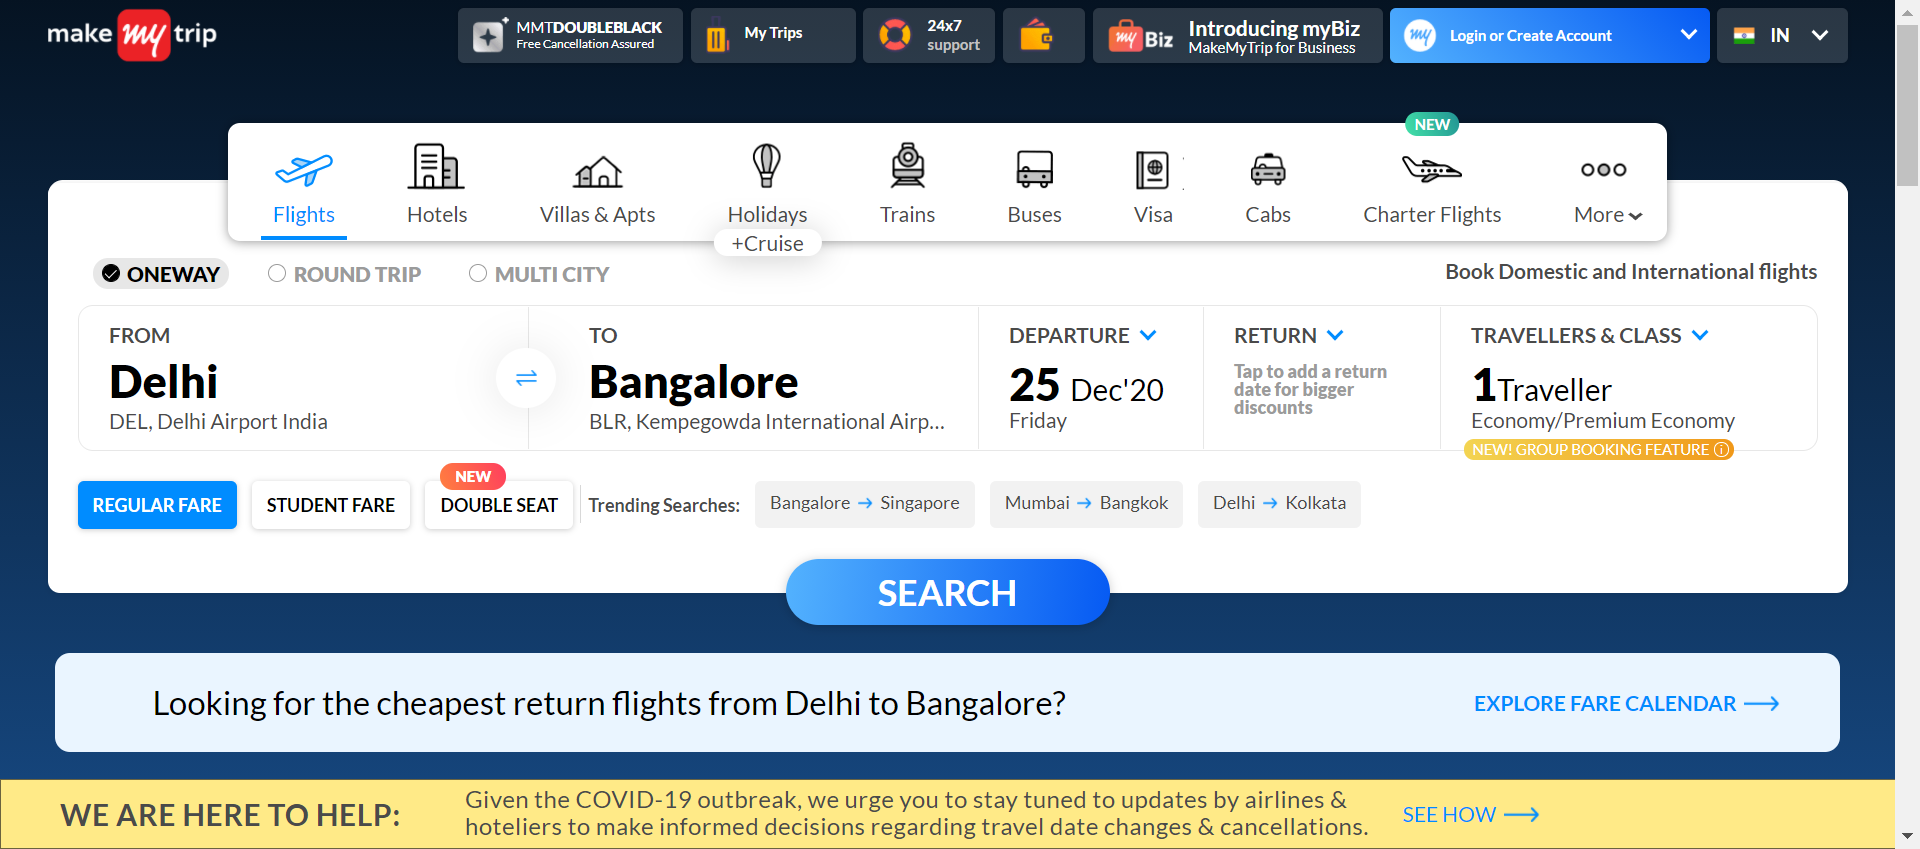 make my trip
MMTDOUBLEBLACK
Free Cancellation Assured
My Trips
24x7
support
my Biz
Introducing myBiz
MakeMyTrip for Business
my
Login or Create Account
IN
NEW
Flights
Hotels
Villas & Apts
Holidays
+Cruise
Trains
Buses
Visa
Cabs
Charter Flights
More
ONEWAY
ROUND TRIP
MULTI CITY
Book Domestic and International flights
FROM
Delhi
DEL, Delhi Airport India
TO
Bangalore
BLR, Kempegowda International Airp...
DEPARTURE
25 Dec'20
Friday
RETURN
Tap to add a return
date for bigger
discounts
TRAVELLERS & CLASS
1Traveller
Economy/Premium Economy
NEW! GROUP BOOKING FEATURE
REGULAR FARE
STUDENT FARE
NEW
DOUBLE SEAT
Trending Searches:
Bangalore → Singapore
Mumbai → Bangkok
Delhi → Kolkata
SEARCH
Looking for the cheapest return flights from Delhi to Bangalore?
EXPLORE FARE CALENDAR
WE ARE HERE TO HELP:
Given the COVID-19 outbreak, we urge you to stay tuned to updates by airlines &
hoteliers to make informed decisions regarding travel date changes & cancellations.
SEE HOW